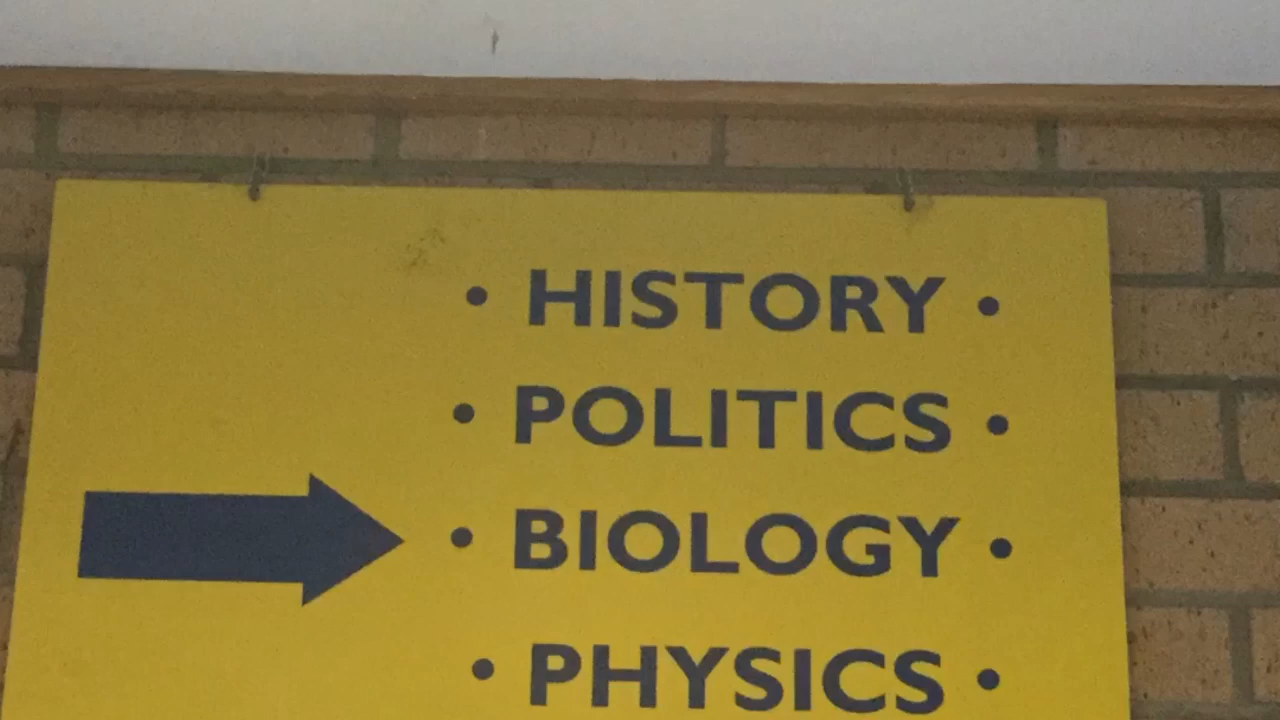 • HISTORY •
• POLITICS •
• BIOLOGY •
• PHYSICS •